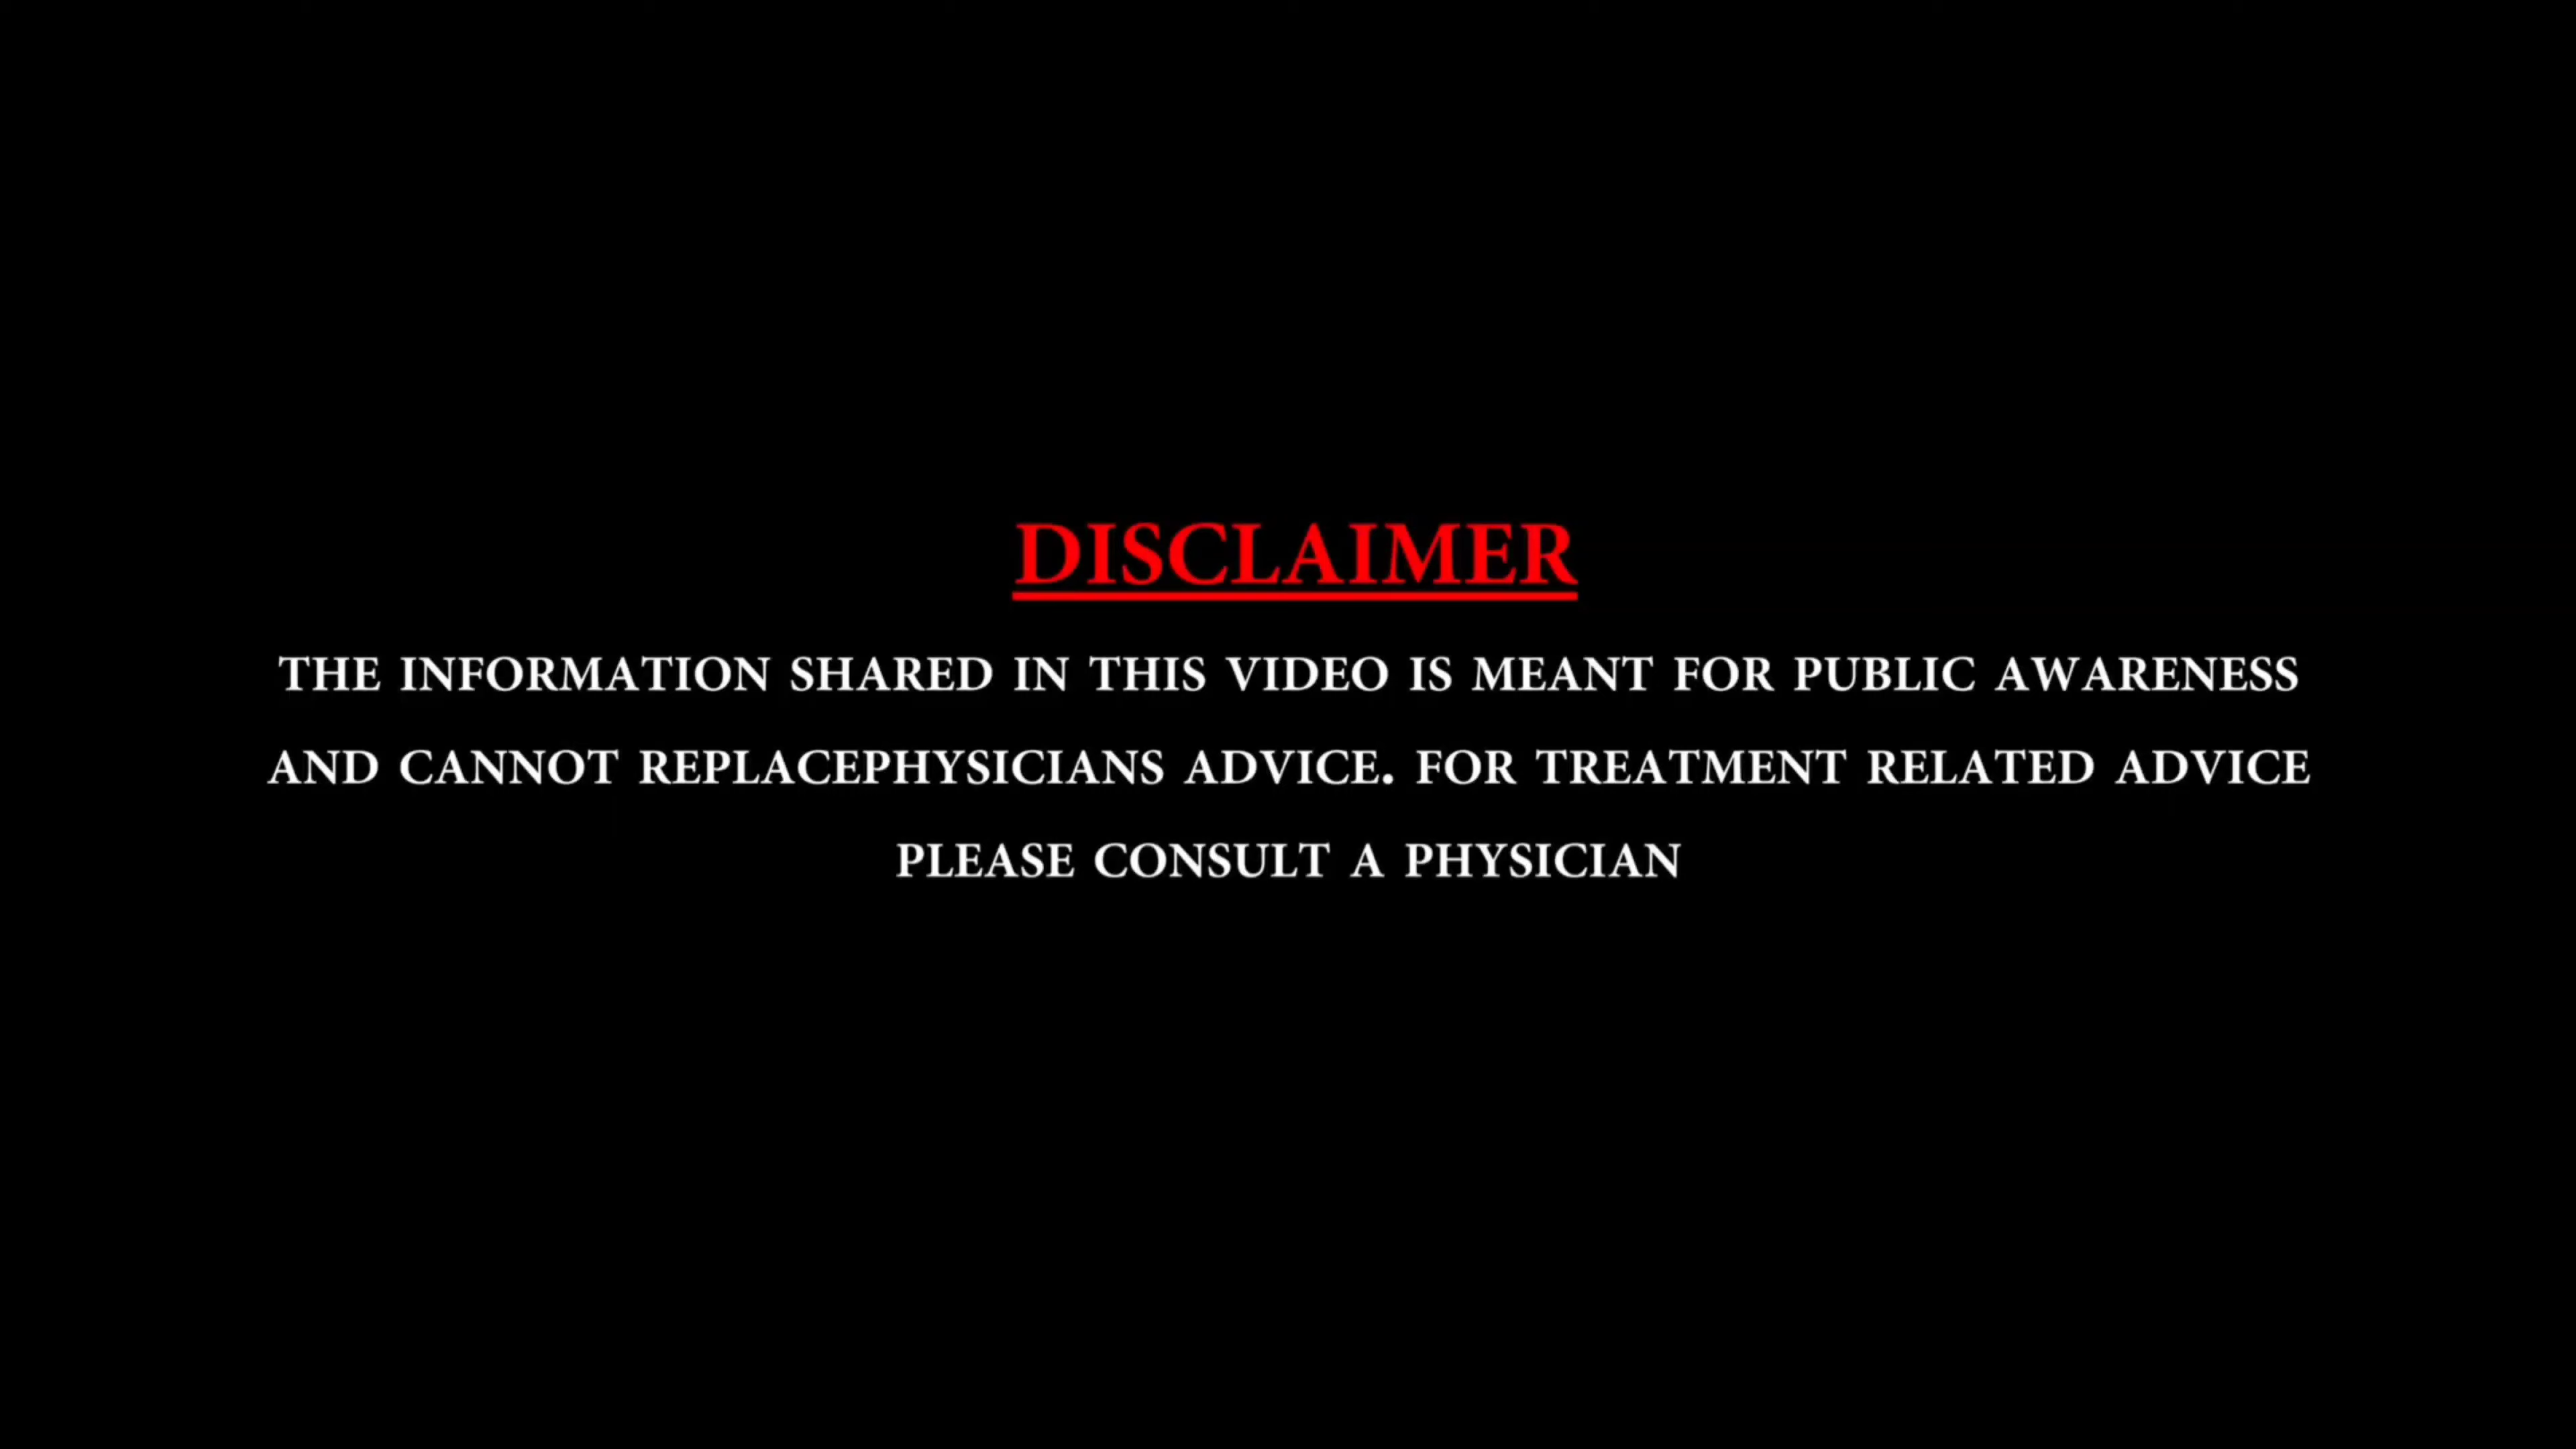 DISCLAIMER
THE INFORMATION SHARED IN THIS VIDEO IS MEANT FOR PUBLIC AWARENESS
AND CANNOT REPLACEPHYSICIANS ADVICE. FOR TREATMENT RELATED ADVICE
PLEASE CONSULT A PHYSICIAN